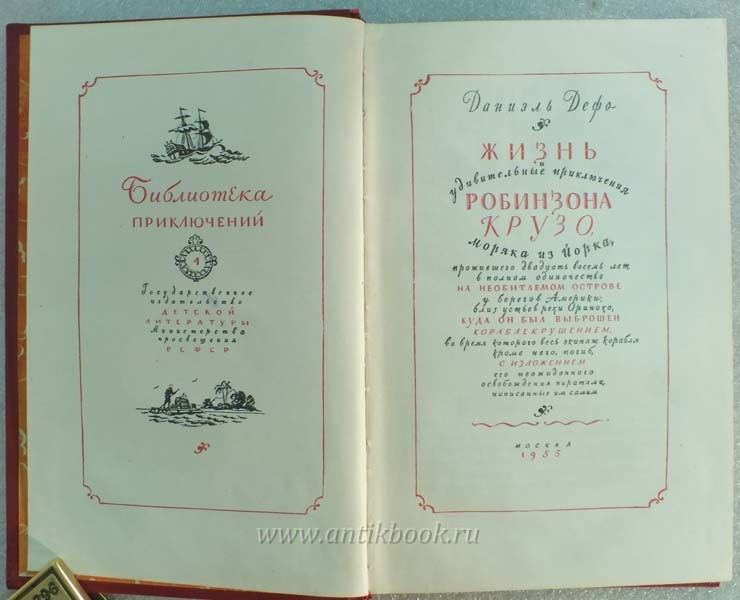 Библиотека
ПРИКЛЮЧЕНИЙ
1
Государственное
издательство
ДЕТСКОЙ
ЛИТЕРАТУРЫ
Министерства
просвещения
РСФСР
Даниэль Дефо
ЖИЗНЬ
и
удивительные приключения
РОБИНЗОНА
КРУЗО,
моряка из Йорка,
прожившего двадцать восемь лет
в полном одиночестве
НА НЕОБИТАЕМОМ ОСТРОВЕ
у берегов Америки,
близ устьев реки Ориноко,
КУДА ОН БЫЛ ВЫБРОШЕН
КОРАБЛЕКРУШЕНИЕМ,
во время которого весь экипаж корабля
кроме него, погиб,
С ИЗЛОЖЕНИЕМ
его неожиданного
освобождения пиратами,
написанные им самим
МОСКВА
1955
www.antikbook.ru